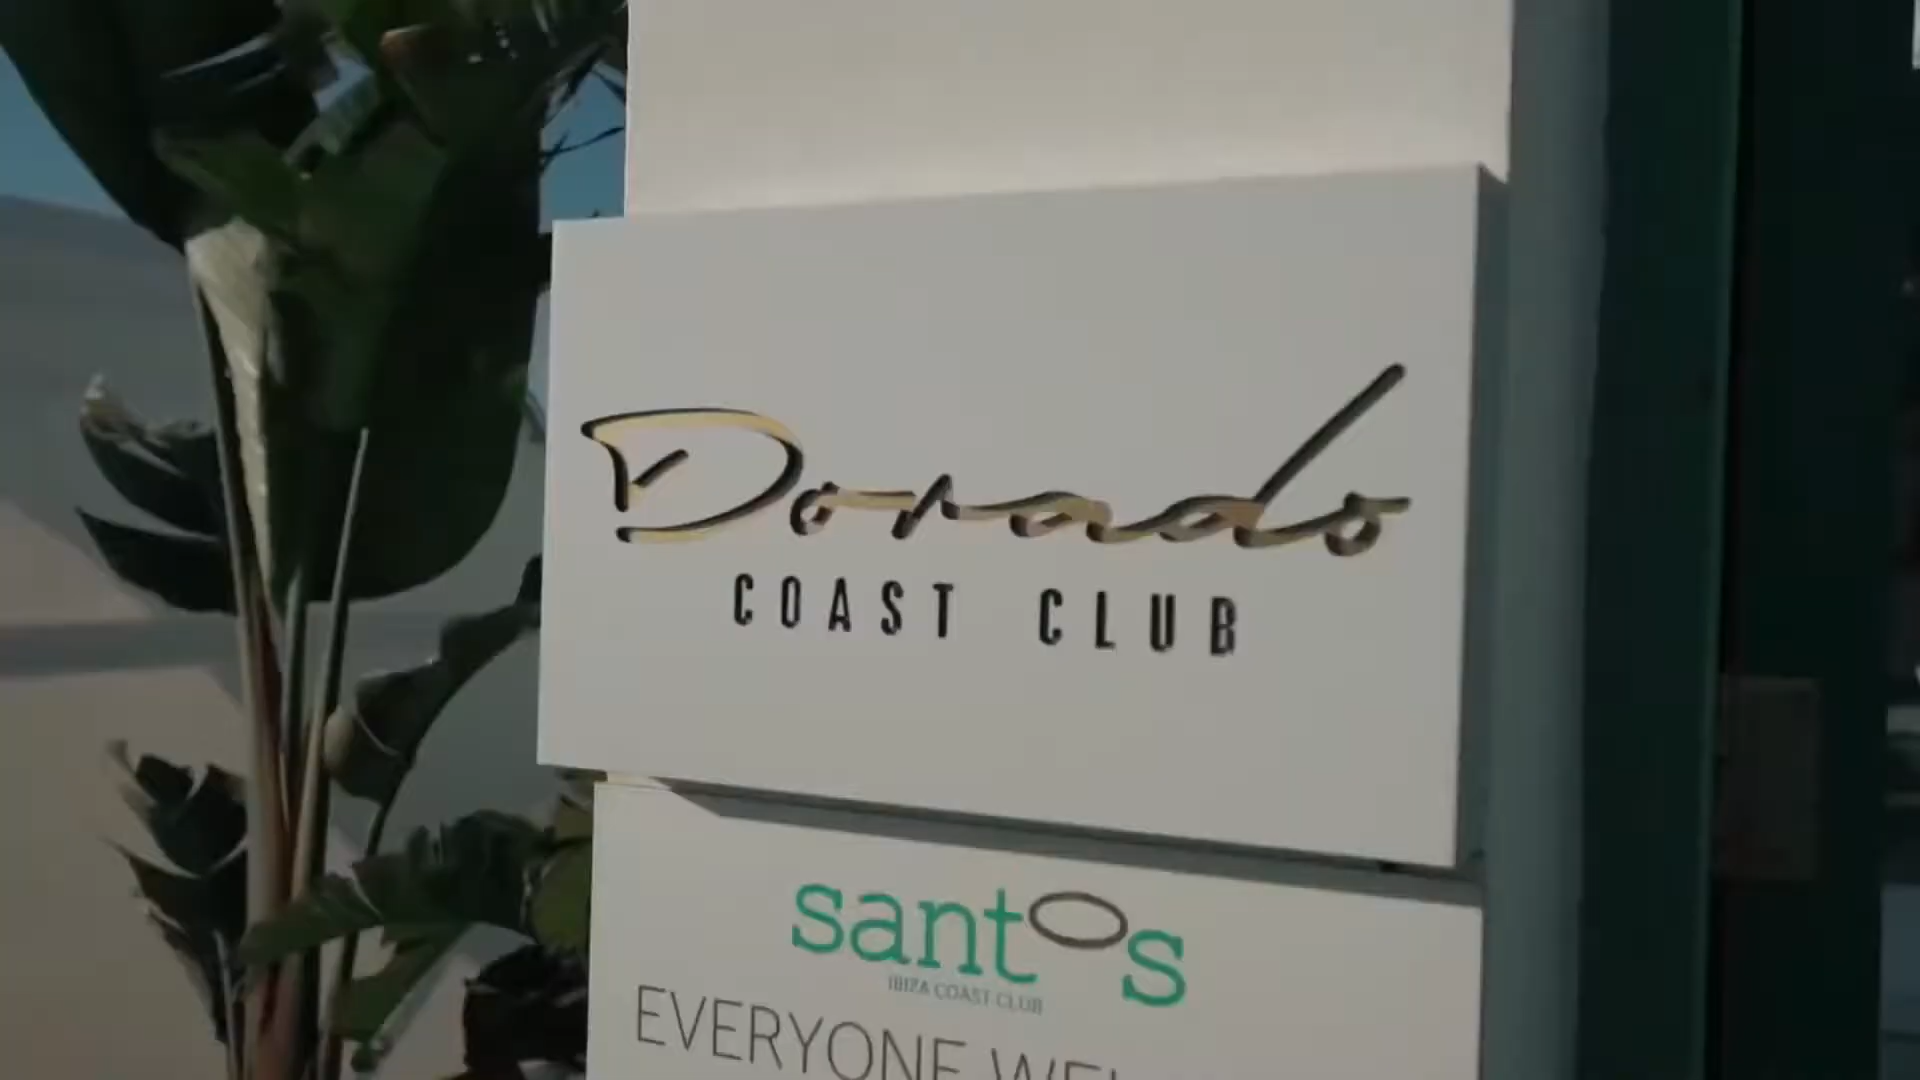 Dorado
COAST CLUB
santos
IBIZA COAST CLUB
EVERYONE